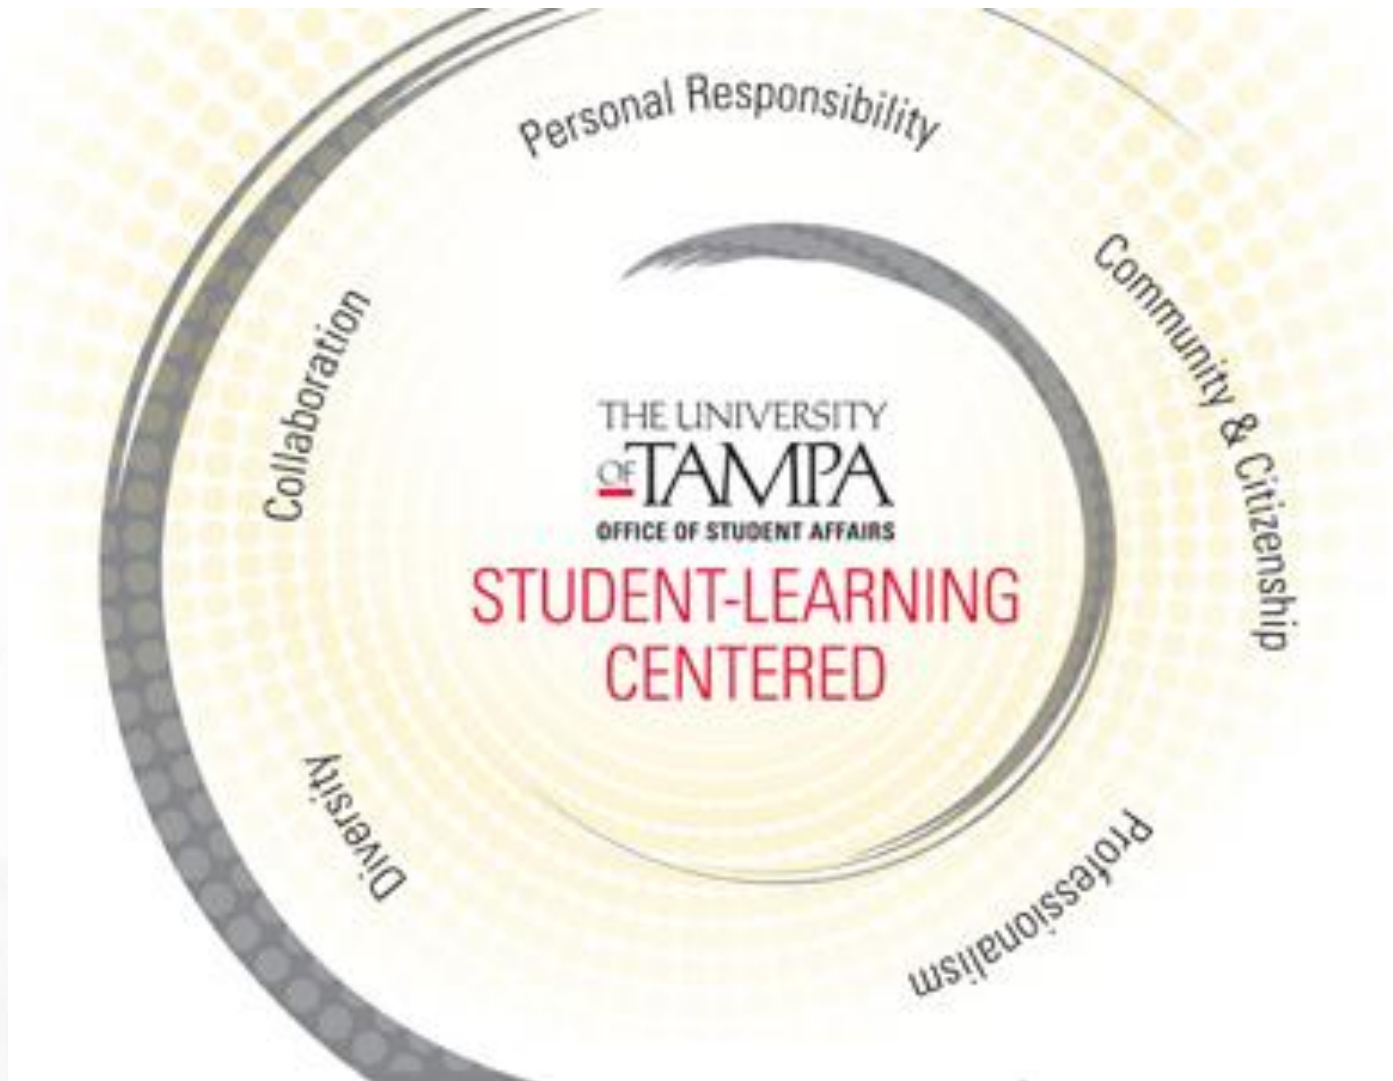 Personal Responsibility
Community & Citizenship
Collaboration
THE UNIVERSITY
OF TAMPA
OFFICE OF STUDENT AFFAIRS
STUDENT-LEARNING
CENTERED
Diversity
Professionalism